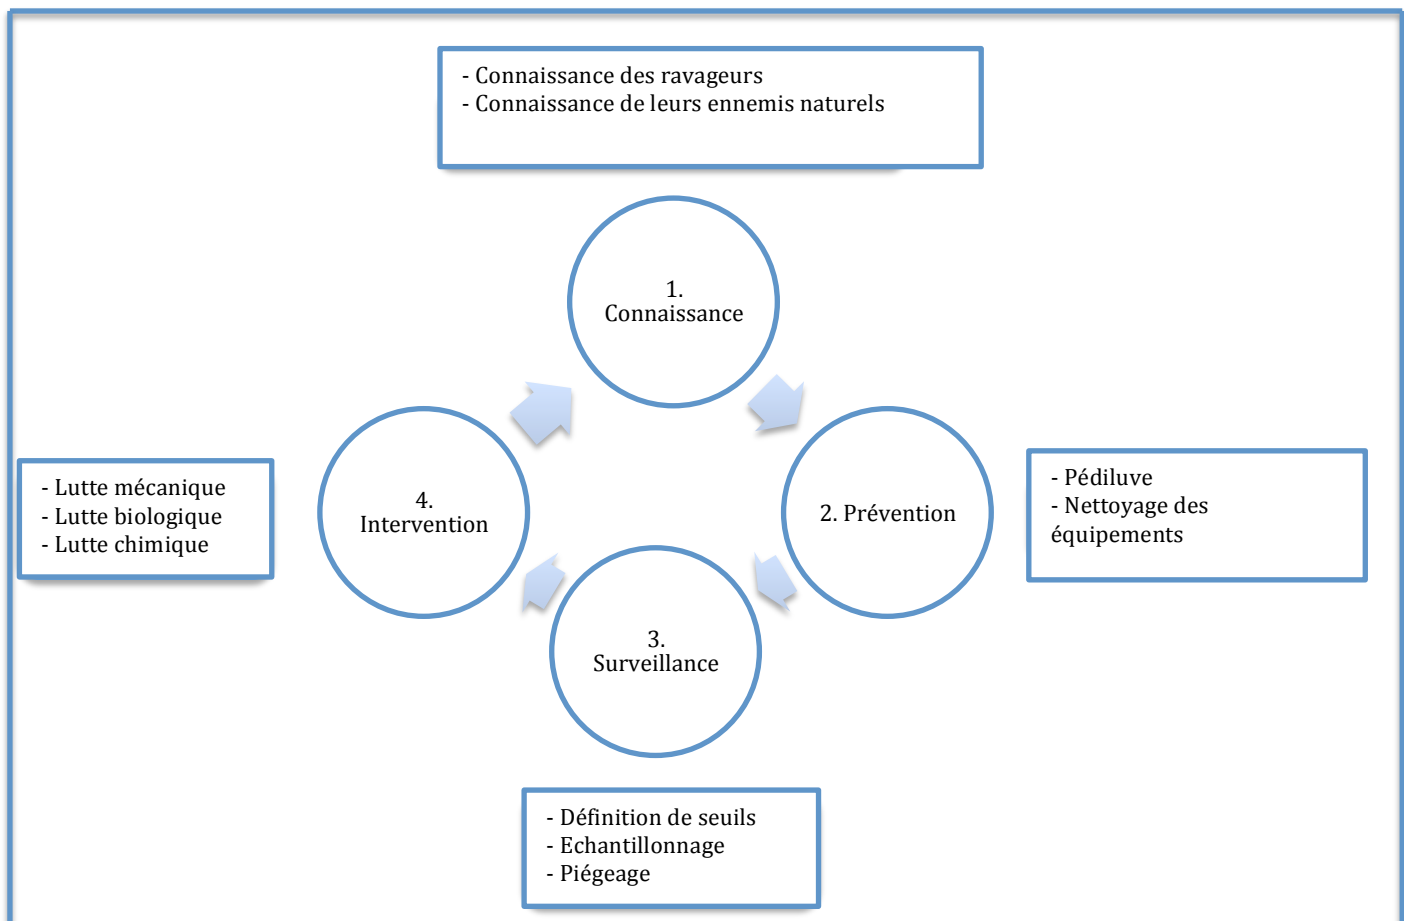 - Connaissance des ravageurs
- Connaissance de leurs ennemis naturels
1.
Connaissance
- Lutte mécanique
- Lutte biologique
- Lutte chimique
4.
Intervention
2. Prévention
- Pédiluve
- Nettoyage des
équipements
3.
Surveillance
- Définition de seuils
- Echantillonnage
- Piégeage